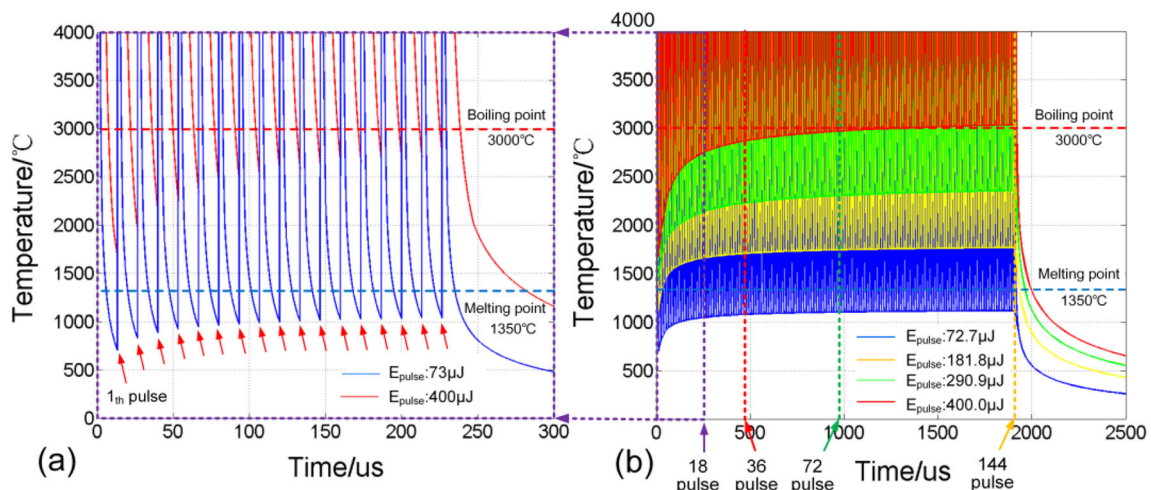 4000
3500
3000
2500
2000
1500
1000
500
0
Temperature/℃
Boiling point
3000℃
Melting point
1350℃
1th pulse
Epulse:73μJ
Epulse:400μJ
0 50 100 150 200 250 300
(a)
Time/us
4000
3500
3000
2500
2000
1500
1000
500
0
Temperature/℃
Boiling point
3000℃
Melting point
1350℃
Epulse:72.7μJ
Epulse:181.8μJ
Epulse:290.9μJ
Epulse:400.0μJ
0 500 1000 1500 2000 2500
(b)
18
pulse
36
pulse
72
pulse
Time/us
144
pulse